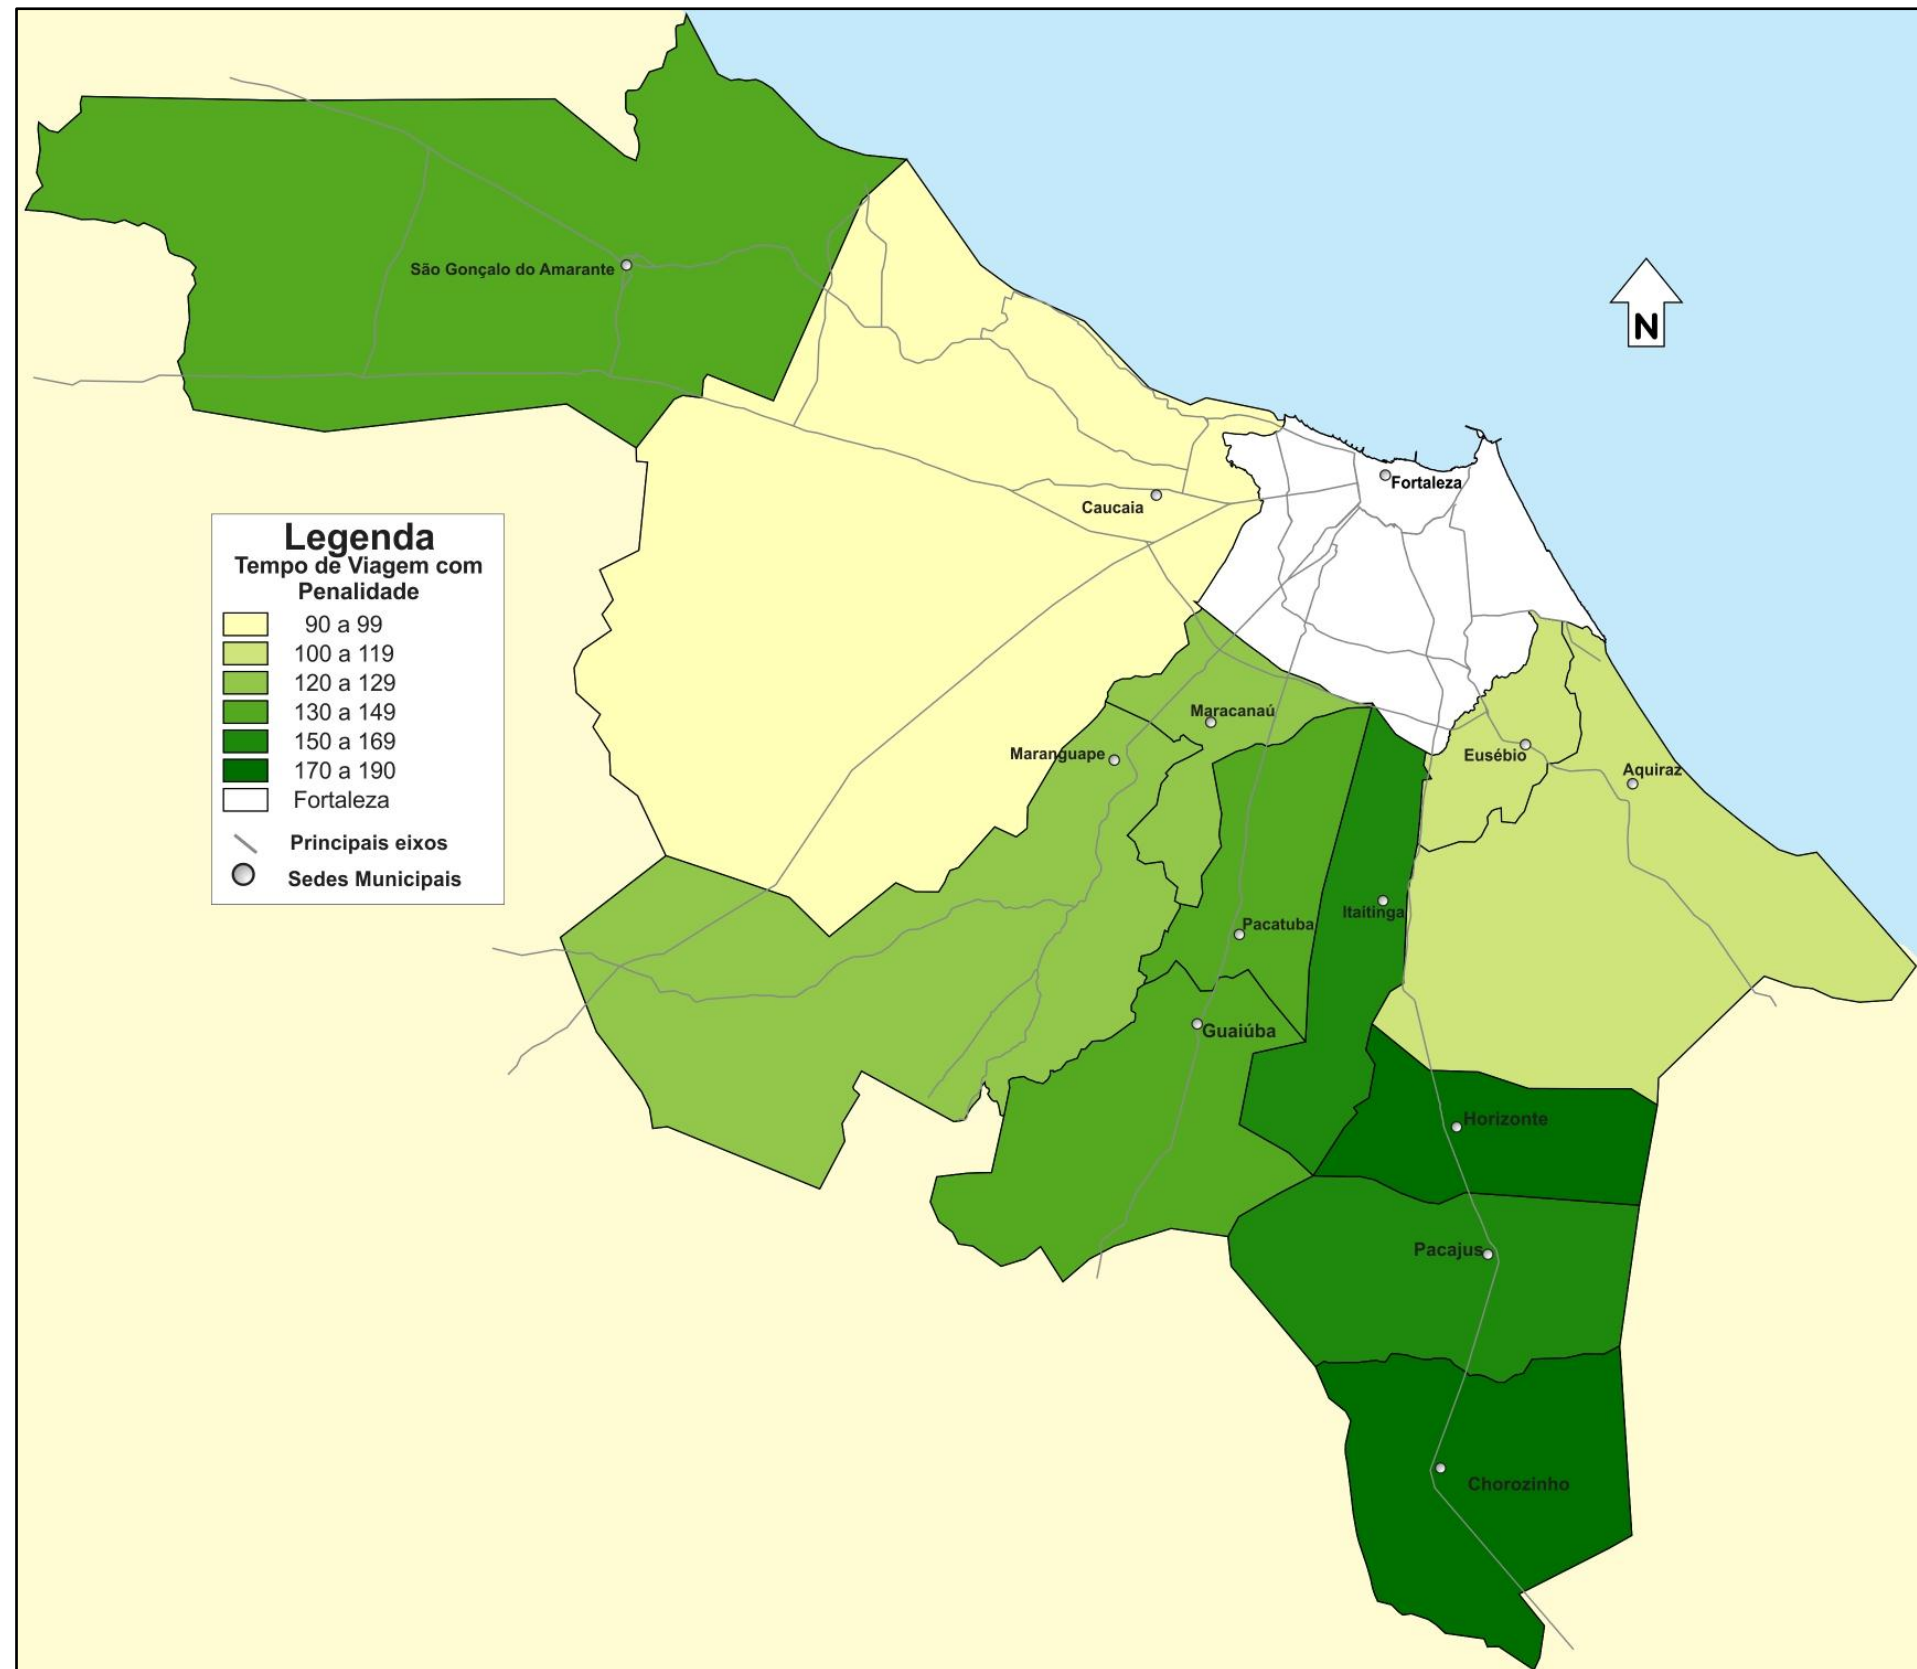 São Gonçalo do Amarante
N
Fortaleza
Caucaia
Legenda
Tempo de Viagem com
Penalidade
90 a 99
100 a 119
120 a 129
130 a 149
150 a 169
170 a 190
Fortaleza
Principais eixos
Sedes Municipais
Maracanaú
Maranguape
Eusébio
Aquiraz
Itaitinga
Pacatuba
Guaiúba
Horizonte
Pacajus
Chorozinho